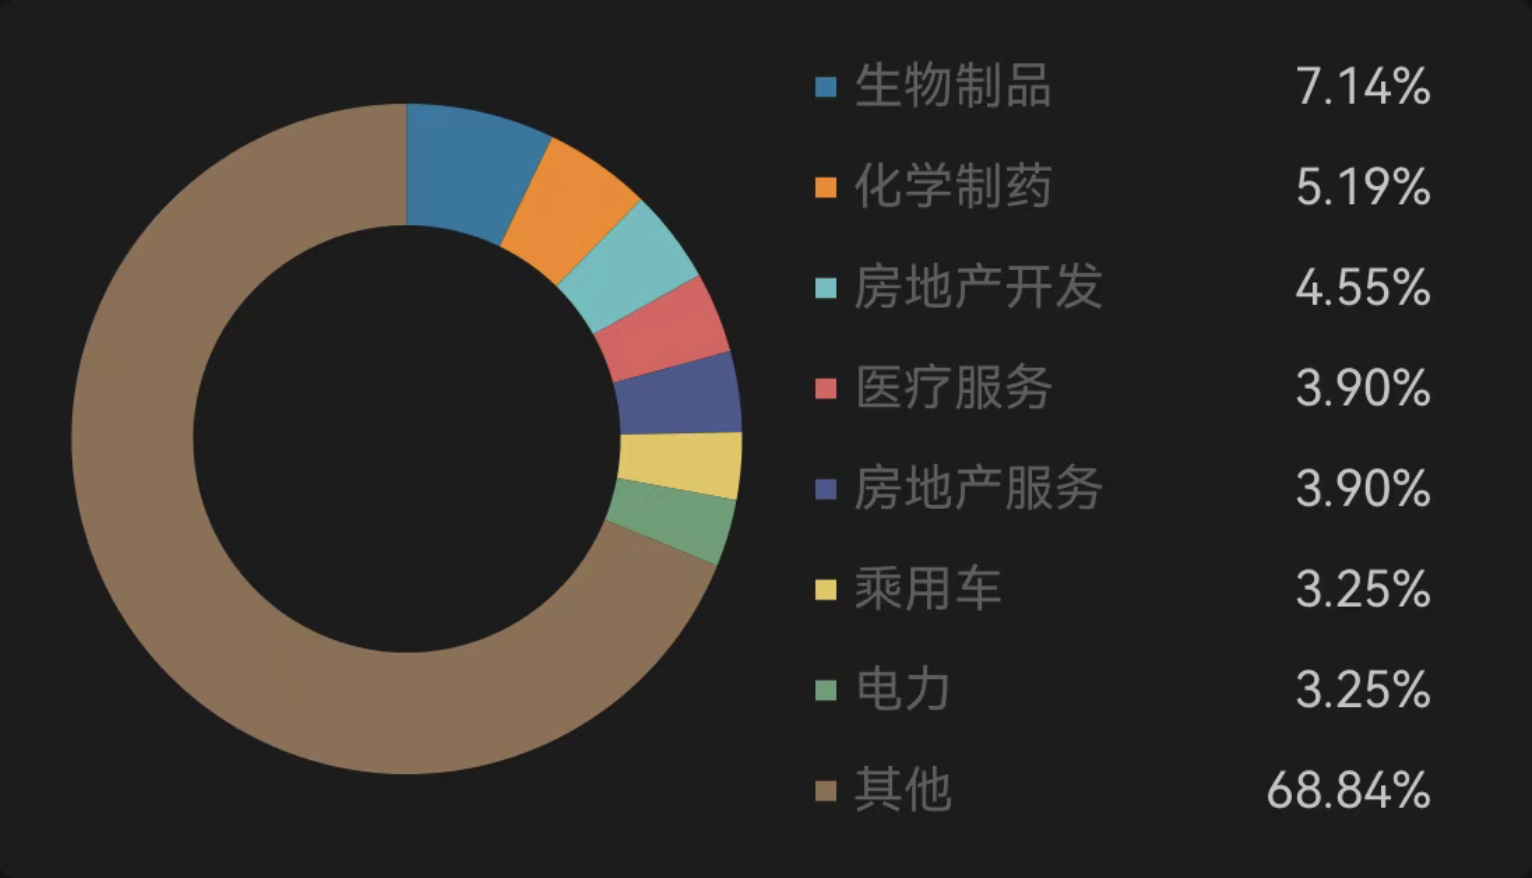 生物制品 7.14%
化学制药 5.19%
房地产开发 4.55%
医疗服务 3.90%
房地产服务 3.90%
乘用车 3.25%
电力 3.25%
其他 68.84%